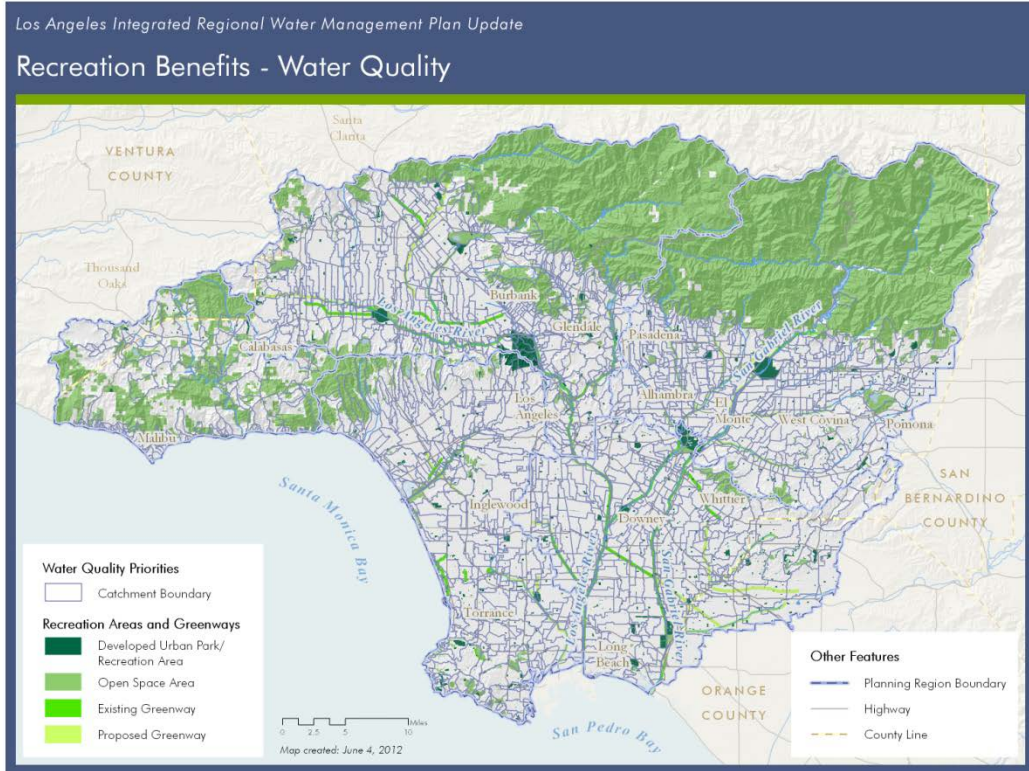 Los Angeles Integrated Regional Water Management Plan Update
Recreation Benefits - Water Quality
Santa
Clarita
VENTURA
COUNTY
Thousand
Oaks
Burbank
Los Angeles River
Glendale
Pasadena
San Gabriel River
Calabasas
Alhambra
El
Monte
Los
Angeles
West Covina
Pomona
Malibu
SAN
BERNARDINO
COUNTY
Santa Monica Bay
Whittier
Inglewood
Downey
Los Angeles River
San Gabriel River
Torrance
Long
Beach
ORANGE
COUNTY
San Pedro Bay
Water Quality Priorities
Catchment Boundary
Recreation Areas and Greenways
Developed Urban Park/
Recreation Area
Open Space Area
Existing Greenway
Proposed Greenway
Miles
0 2.5 5 10
Map created: June 4, 2012
Other Features
Planning Region Boundary
Highway
County Line